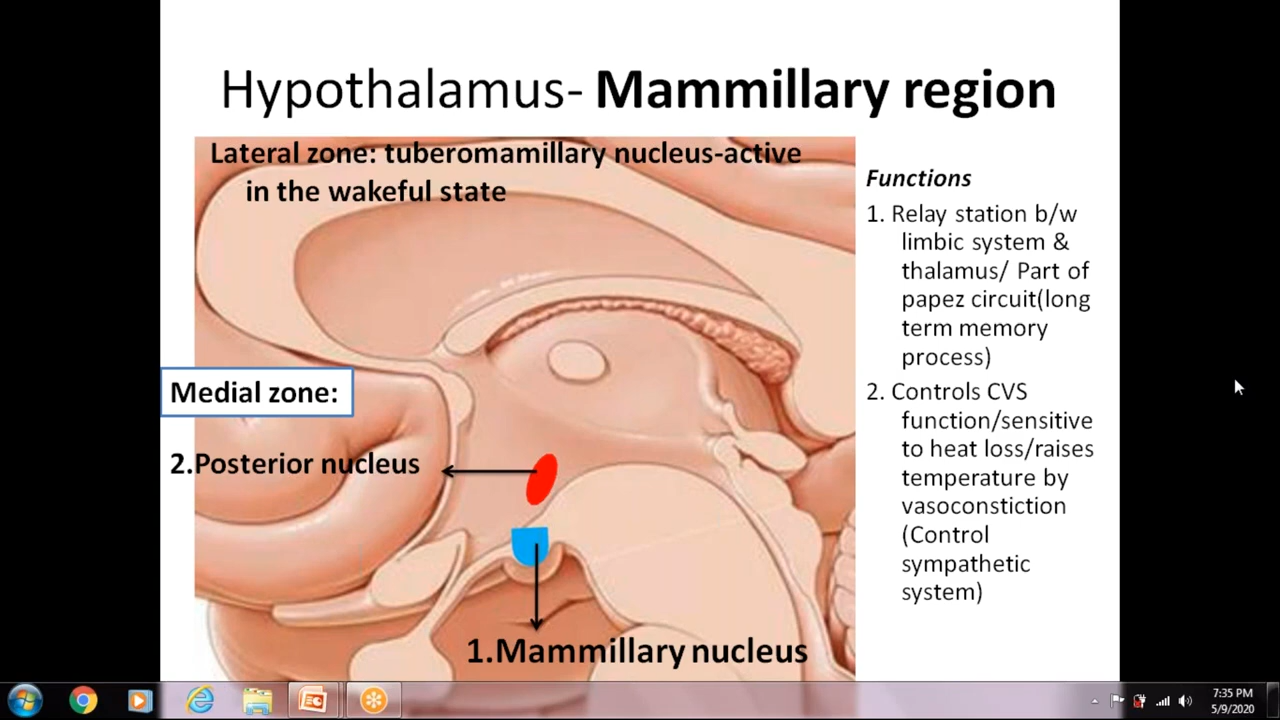 Hypothalamus- Mammillary region
Lateral zone: tuberomamillary nucleus-active
in the wakeful state
Medial zone:
2.Posterior nucleus
1.Mammillary nucleus
Functions
1. Relay station b/w
limbic system &
thalamus/ Part of
papez circuit(long
term memory
process)
2. Controls CVS
function/sensitive
to heat loss/raises
temperature by
vasoconstiction
(Control
sympathetic
system)
7:35 PM
5/9/2020